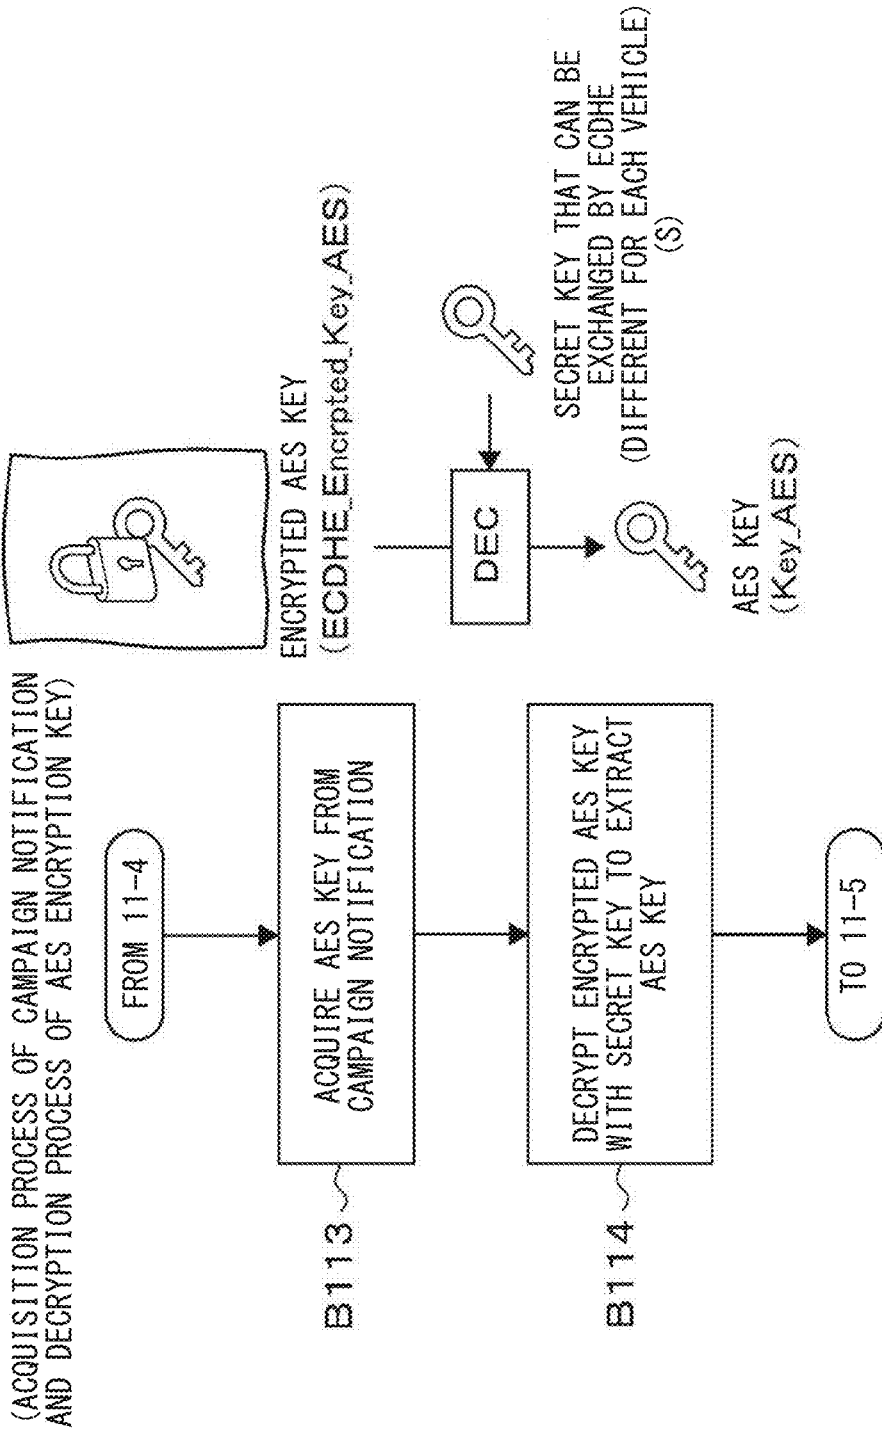 (ACQUISITION PROCESS OF CAMPAIGN NOTIFICATION
AND DECRYPTION PROCESS OF AES ENCRYPTION KEY)
FROM 11-4
B113
ACQUIRE AES KEY FROM
CAMPAIGN NOTIFICATION
B114
DECRYPT ENCRYPTED AES KEY
WITH SECRET KEY TO EXTRACT
AES KEY
TO 11-5
ENCRYPTED AES KEY
(ECDHE_Encrpted_Key_AES)
DEC
SECRET KEY THAT CAN BE
EXCHANGED BY ECDHE
(DIFFERENT FOR EACH VEHICLE)
(S)
AES KEY
(Key_AES)